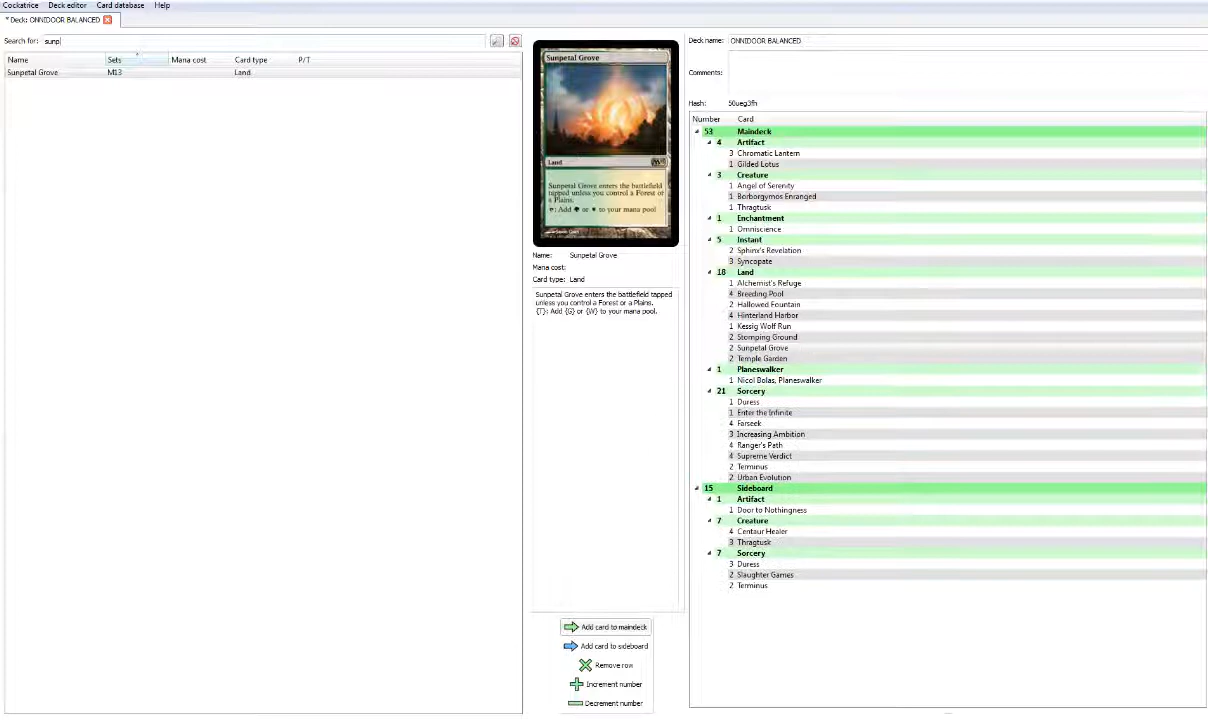 Cockatrice Deck editor Card database Help
* Deck: ONNIDOOR BALANCED
Search for: sunp
Name Sets Mana cost Card type P/T
Sunpetal Grove M13 Land
Sunpetal Grove
Land
Sunpetal Grove enters the battlefield
tapped unless you control a Forest or
a Plains.
: Add or to your mana pool
Name: Sunpetal Grove
Mana cost:
Card type: Land
Sunpetal Grove enters the battlefield tapped
unless you control a Forest or a Plains.
{T}: Add {G} or {W} to your mana pool.
Add card to maindeck
Add card to sideboard
Remove row
Increment number
Decrement number
Deck name: ONNIDOOR BALANCED
Comments:
Hash: 50ueg3fh
Number Card
53 Maindeck
4 Artifact
3 Chromatic Lantern
1 Gilded Lotus
3 Creature
1 Angel of Serenity
1 Borborygmos Enranged
1 Thragtusk
1 Enchantment
1 Omniscience
5 Instant
2 Sphinx's Revelation
3 Syncopate
18 Land
1 Alchemist's Refuge
4 Breeding Pool
2 Hallowed Fountain
4 Hinterland Harbor
1 Kessig Wolf Run
2 Stomping Ground
2 Sunpetal Grove
2 Temple Garden
1 Planeswalker
1 Nicol Bolas, Planeswalker
21 Sorcery
1 Duress
1 Enter the Infinite
4 Farseek
3 Increasing Ambition
4 Ranger's Path
4 Supreme Verdict
2 Terminus
2 Urban Evolution
15 Sideboard
1 Artifact
1 Door to Nothingness
7 Creature
4 Centaur Healer
3 Thragtusk
7 Sorcery
3 Duress
2 Slaughter Games
2 Terminus